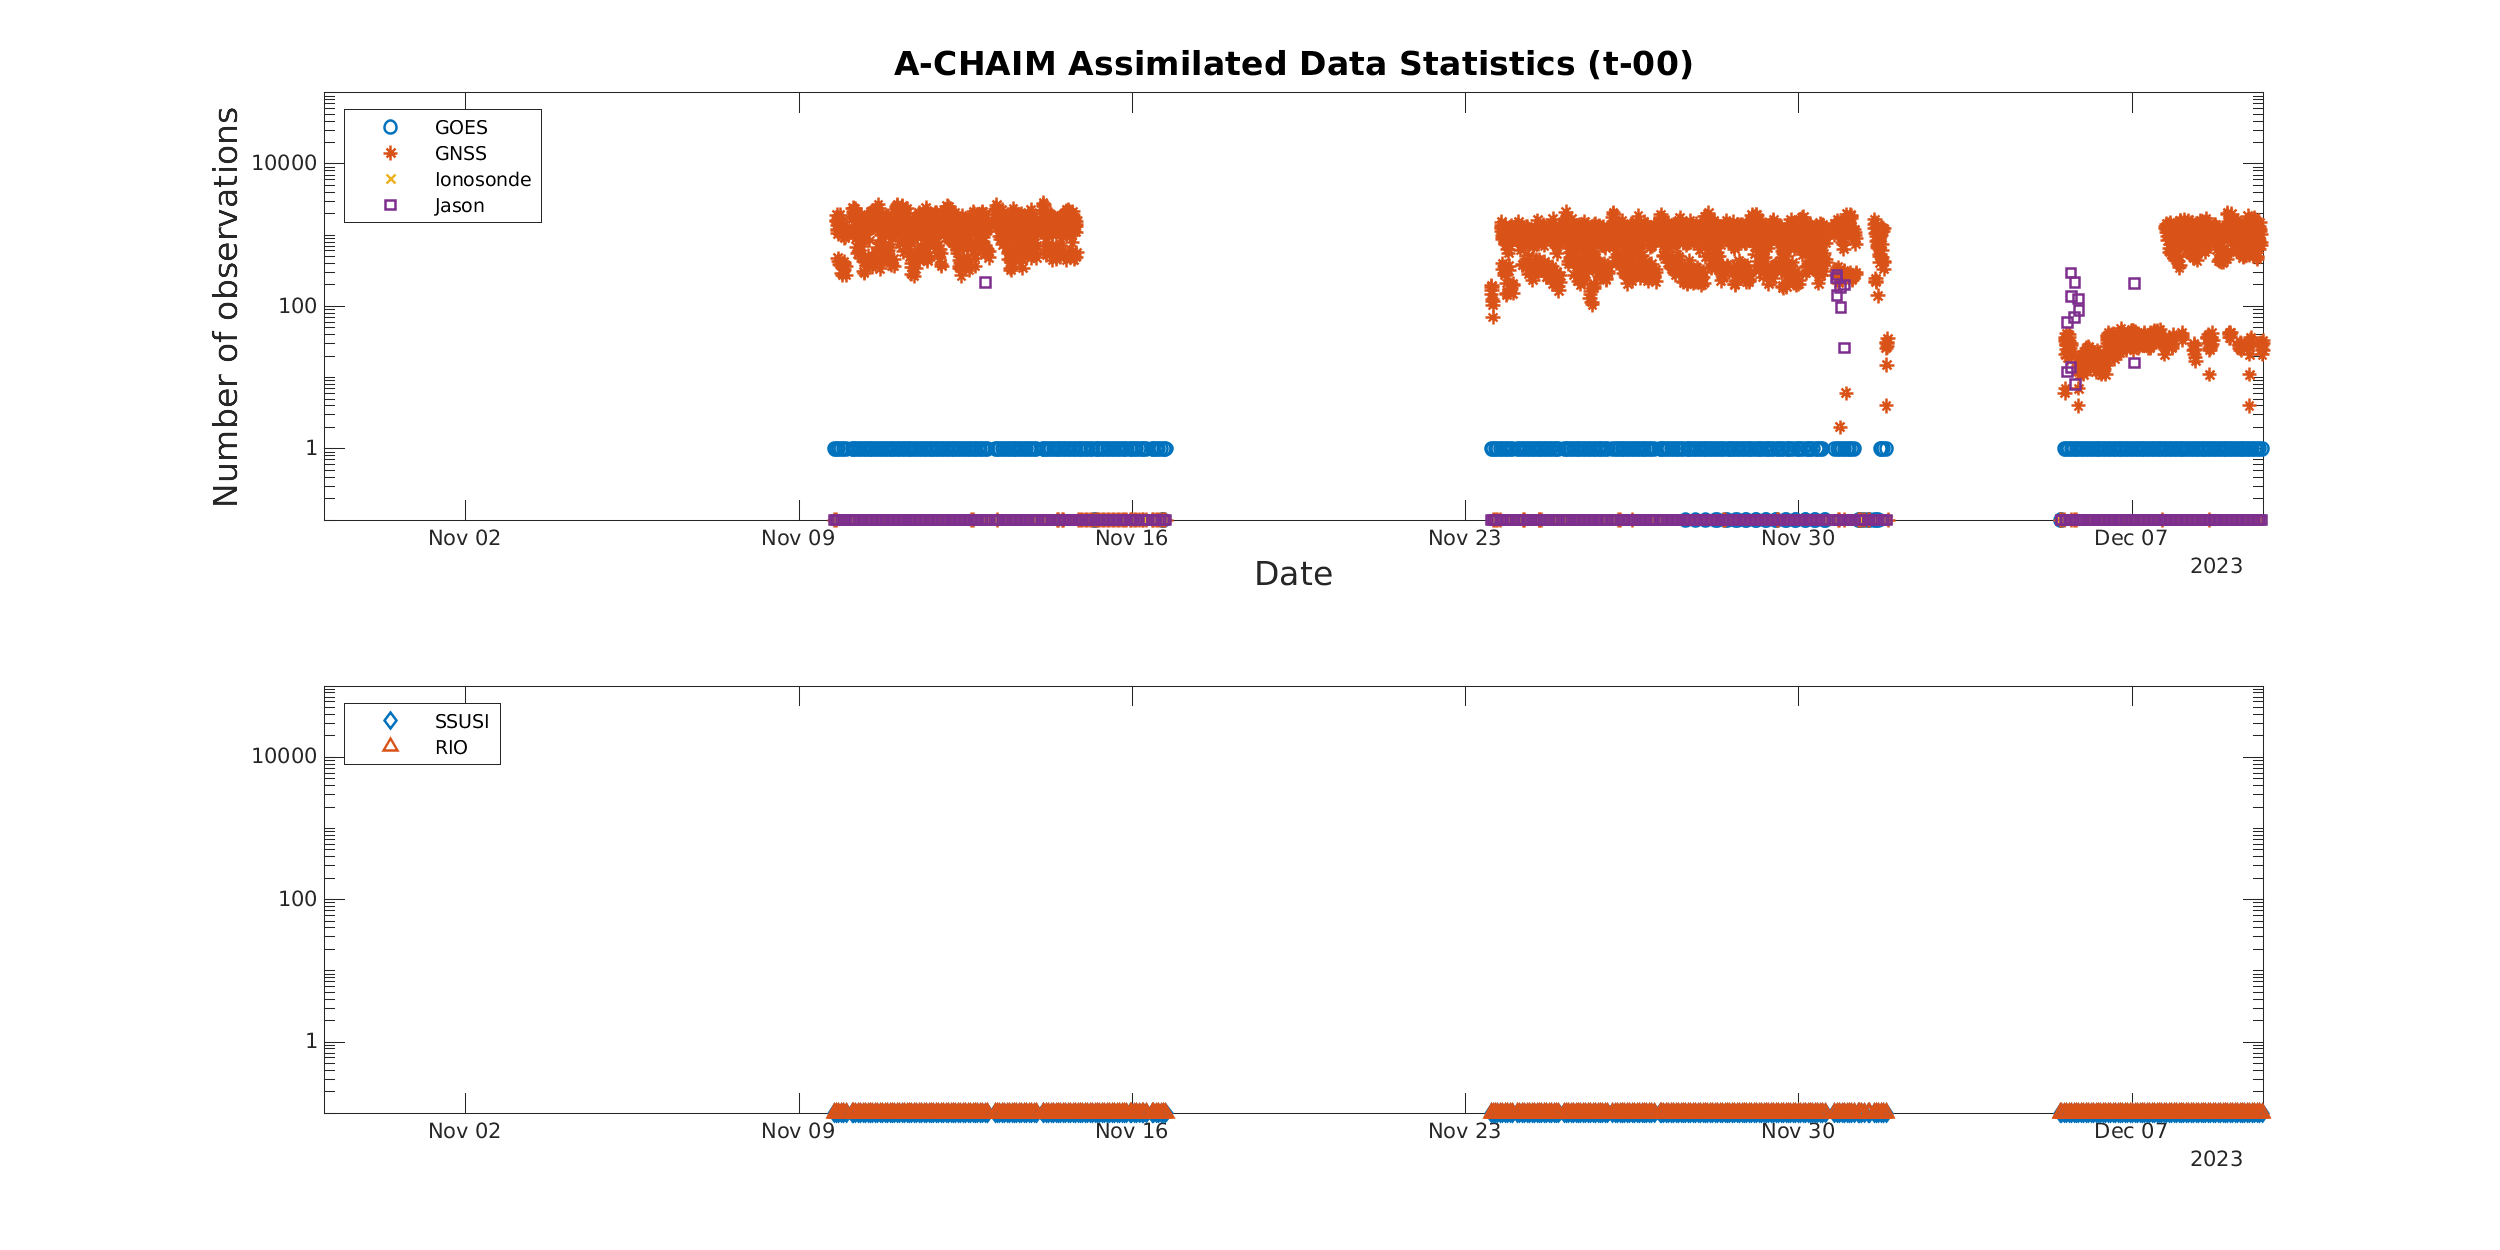 A-CHAIM Assimilated Data Statistics (t-00)
Number of observations
10000
100
1
GOES
GNSS
Ionosonde
Jason
Nov 02 Nov 09 Nov 16 Nov 23 Nov 30 Dec 07
2023
Date
10000
100
1
SSUSI
RIO
Nov 02 Nov 09 Nov 16 Nov 23 Nov 30 Dec 07
2023